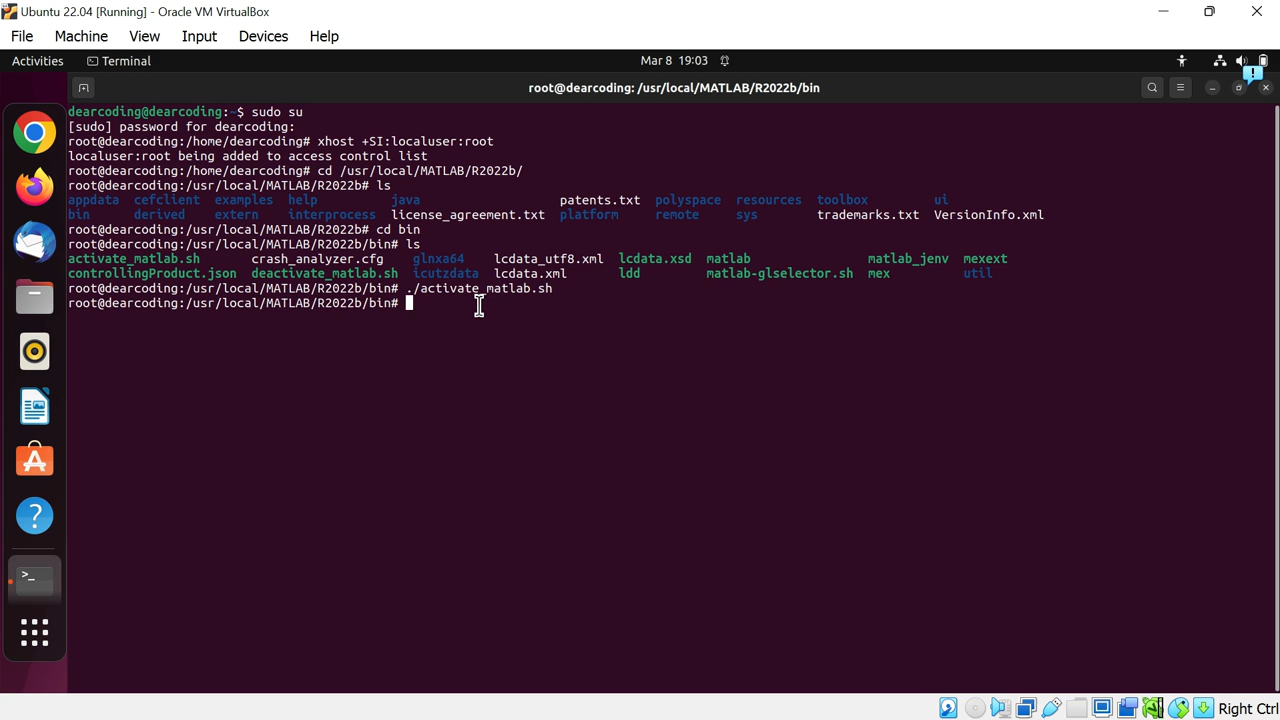 Ubuntu 22.04 [Running] - Oracle VM VirtualBox
File Machine View Input Devices Help
Activities Terminal Mar 8 19:03
root@dearcoding: /usr/local/MATLAB/R2022b/bin
dearcoding@dearcoding:~$ sudo su
[sudo] password for dearcoding:
root@dearcoding:/home/dearcoding# xhost +SI:localuser:root
localuser:root being added to access control list
root@dearcoding:/home/dearcoding# cd /usr/local/MATLAB/R2022b/
root@dearcoding:/usr/local/MATLAB/R2022b# ls
appdata cefclient examples help java patents.txt polyspace resources toolbox ui
bin derived extern interprocess license_agreement.txt platform remote sys trademarks.txt VersionInfo.xml
root@dearcoding:/usr/local/MATLAB/R2022b# cd bin
root@dearcoding:/usr/local/MATLAB/R2022b/bin# ls
activate_matlab.sh crash_analyzer.cfg glnxa64 lcdata_utf8.xml lcdata.xsd matlab matlab_jenv mexext
controllingProduct.json deactivate_matlab.sh icutzdata lcdata.xml ldd matlab-glselector.sh mex util
root@dearcoding:/usr/local/MATLAB/R2022b/bin# ./activate_matlab.sh
root@dearcoding:/usr/local/MATLAB/R2022b/bin#
Right Ctrl